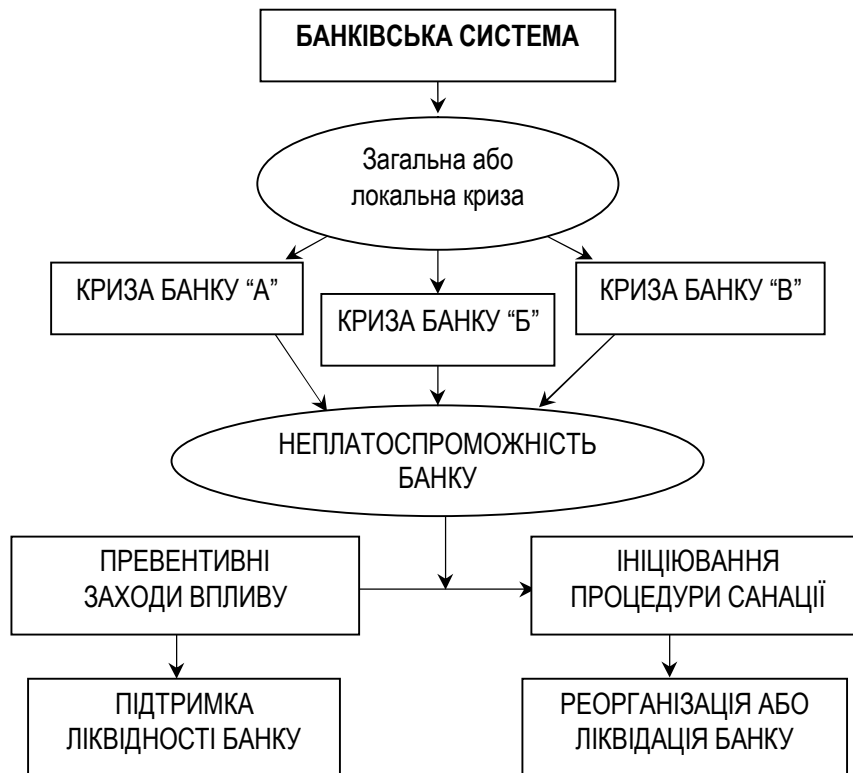 БАНКІВСЬКА СИСТЕМА
Загальна або
локальна криза
КРИЗА БАНКУ “А”
КРИЗА БАНКУ “Б”
КРИЗА БАНКУ “В”
НЕПЛАТОСПРОМОЖНІСТЬ
БАНКУ
ПРЕВЕНТИВНІ
ЗАХОДИ ВПЛИВУ
ІНІЦІЮВАННЯ
ПРОЦЕДУРИ САНАЦІЇ
ПІДТРИМКА
ЛІКВІДНОСТІ БАНКУ
РЕОРГАНІЗАЦІЯ АБО
ЛІКВІДАЦІЯ БАНКУ